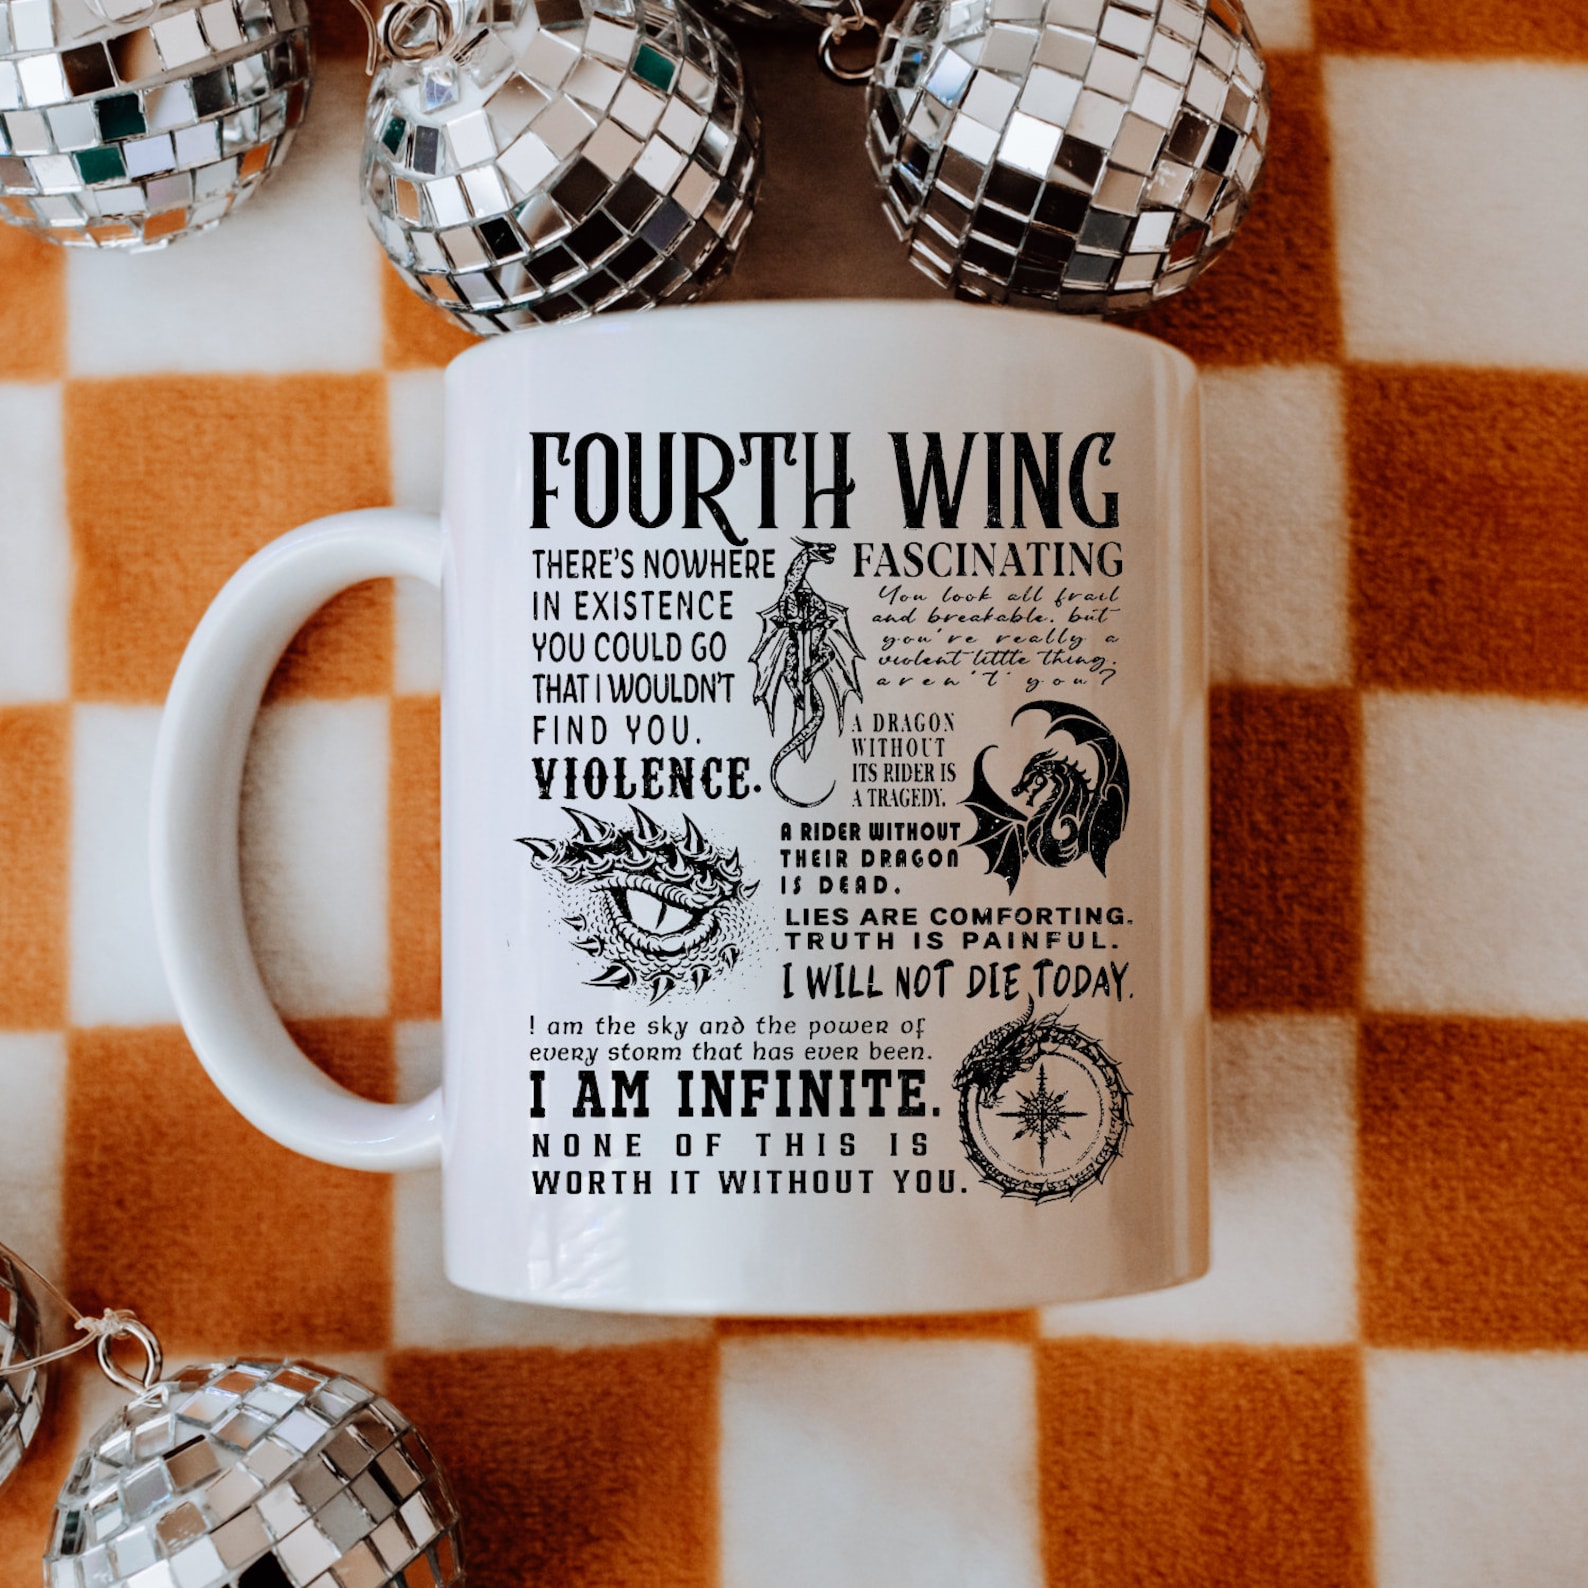 FOURTH WING
THERE'S NOWHERE
IN EXISTENCE
YOU COULD GO
THAT I WOULDN'T
FIND YOU.
VIOLENCE.
FASCINATING
You look all frail
and breakable, but
you're really a
violent little thing,
aren't you?
A DRAGON
WITHOUT
ITS RIDER IS
A TRAGEDY.
A RIDER WITHOUT
THEIR DRAGON
IS DEAD.
LIES ARE COMFORTING.
TRUTH IS PAINFUL.
I WILL NOT DIE TODAY.
I am the sky and the power of
every storm that has ever been.
I AM INFINITE.
NONE OF THIS IS
WORTH IT WITHOUT YOU.